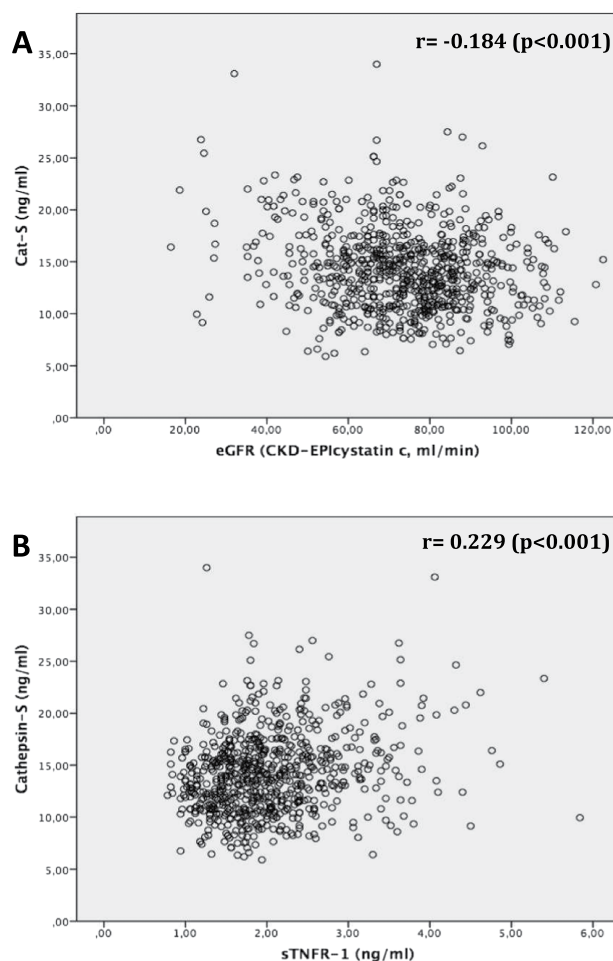 A
r= -0.184 (p<0.001)
35,00
30,00
25,00
20,00
15,00
10,00
5,00
,00
Cat-S (ng/ml)
,00 20,00 40,00 60,00 80,00 100,00 120,00
eGFR (CKD-EPIcystatin c, ml/min)
B
r= 0.229 (p<0.001)
35,00
30,00
25,00
20,00
15,00
10,00
5,00
,00
Cathepsin-S (ng/ml)
,00 1,00 2,00 3,00 4,00 5,00 6,00
sTNFR-1 (ng/ml)